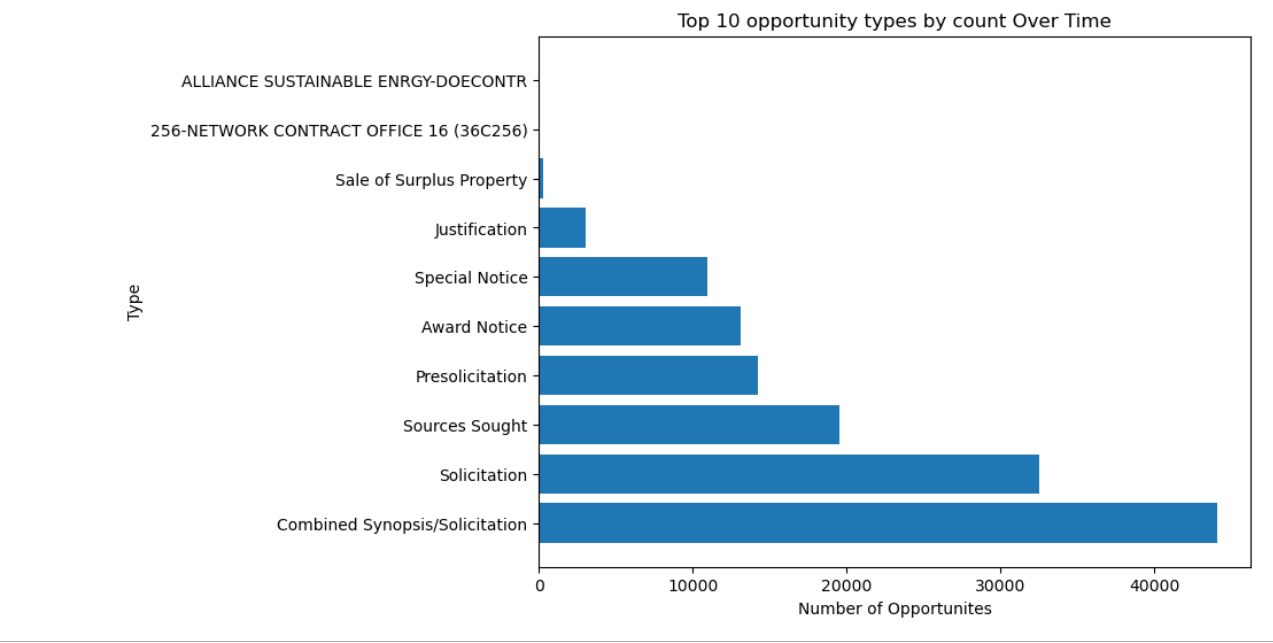 Top 10 opportunity types by count Over Time
ALLIANCE SUSTAINABLE ENRGY-DOECONTR
256-NETWORK CONTRACT OFFICE 16 (36C256)
Sale of Surplus Property
Justification
Special Notice
Award Notice
Presolicitation
Sources Sought
Solicitation
Combined Synopsis/Solicitation
Type
0 10000 20000 30000 40000
Number of Opportunites